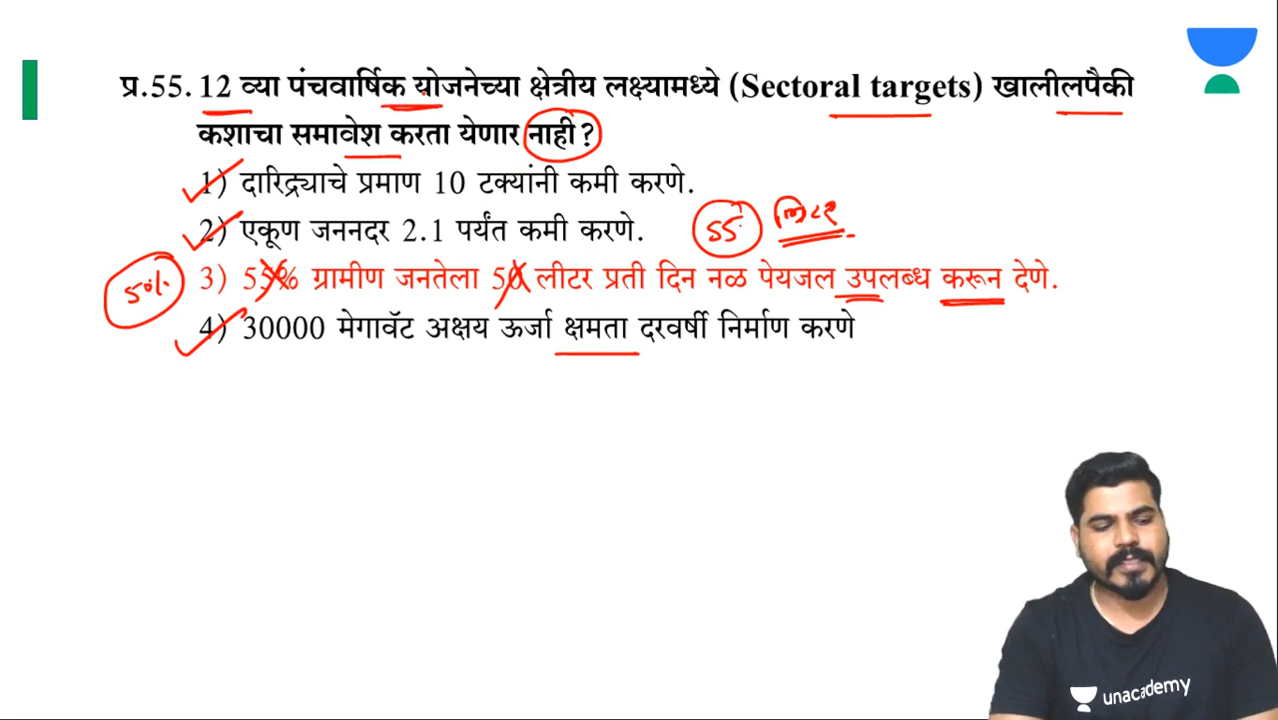 प्र.55. 12 व्या पंचवार्षिक योजनेच्या क्षेत्रीय लक्ष्यामध्ये (Sectoral targets) खालीलपैकी
कशाचा समावेश करता येणार नाही?
1) दारिद्र्याचे प्रमाण 10 टक्यांनी कमी करणे.
2) एकूण जननदर 2.1 पर्यंत कमी करणे.
55 लिटर
50%
3) 55% ग्रामीण जनतेला 50 लीटर प्रती दिन नळ पेयजल उपलब्ध करून देणे.
4) 30000 मेगावॅट अक्षय ऊर्जा क्षमता दरवर्षी निर्माण करणे
unacademy